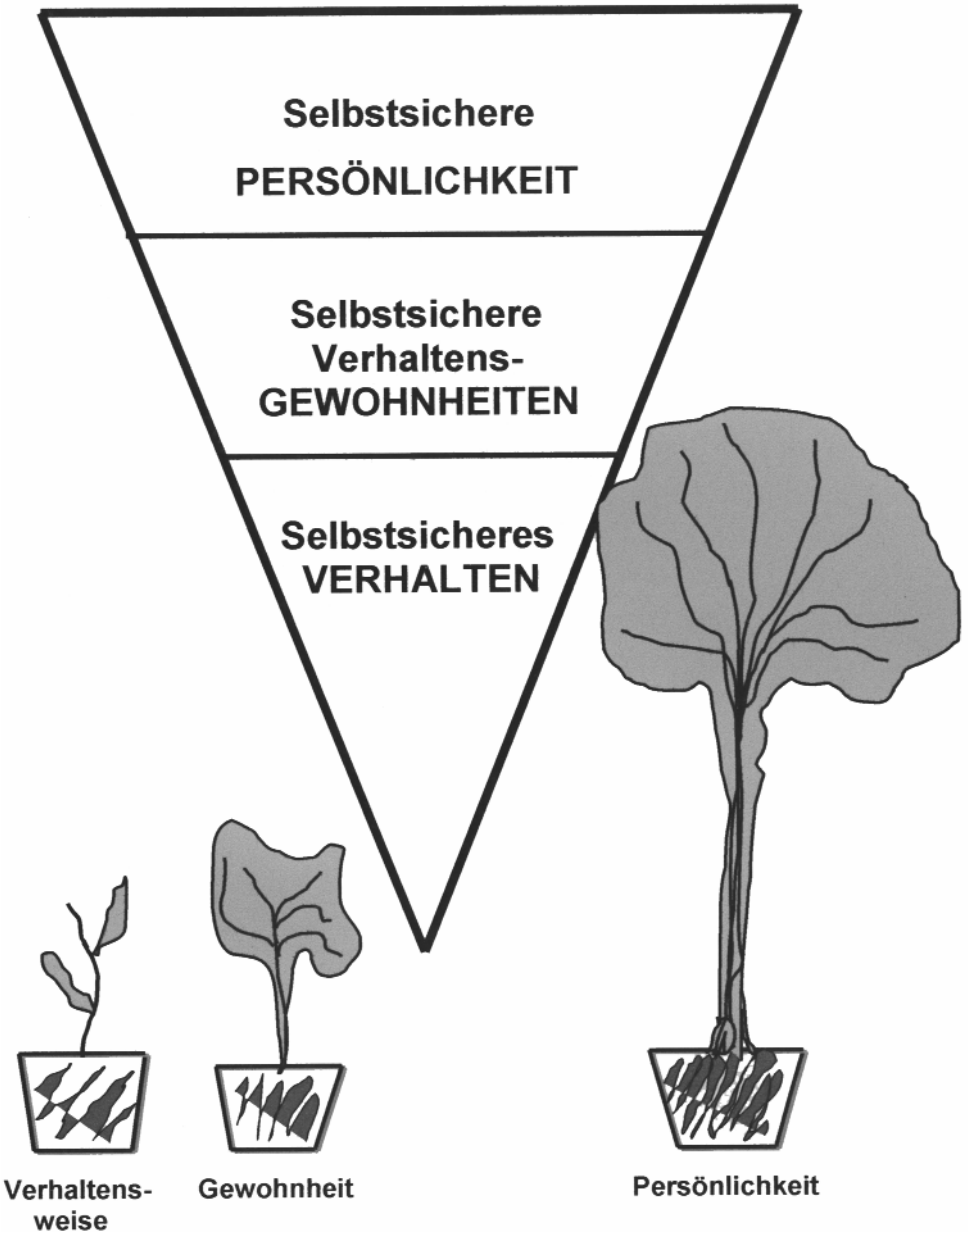 Selbstsichere
PERSÖNLICHKEIT
Selbstsichere
Verhaltens-
GEWOHNHEITEN
Selbstsicheres
VERHALTEN
Verhaltens-
weise
Gewohnheit
Persönlichkeit